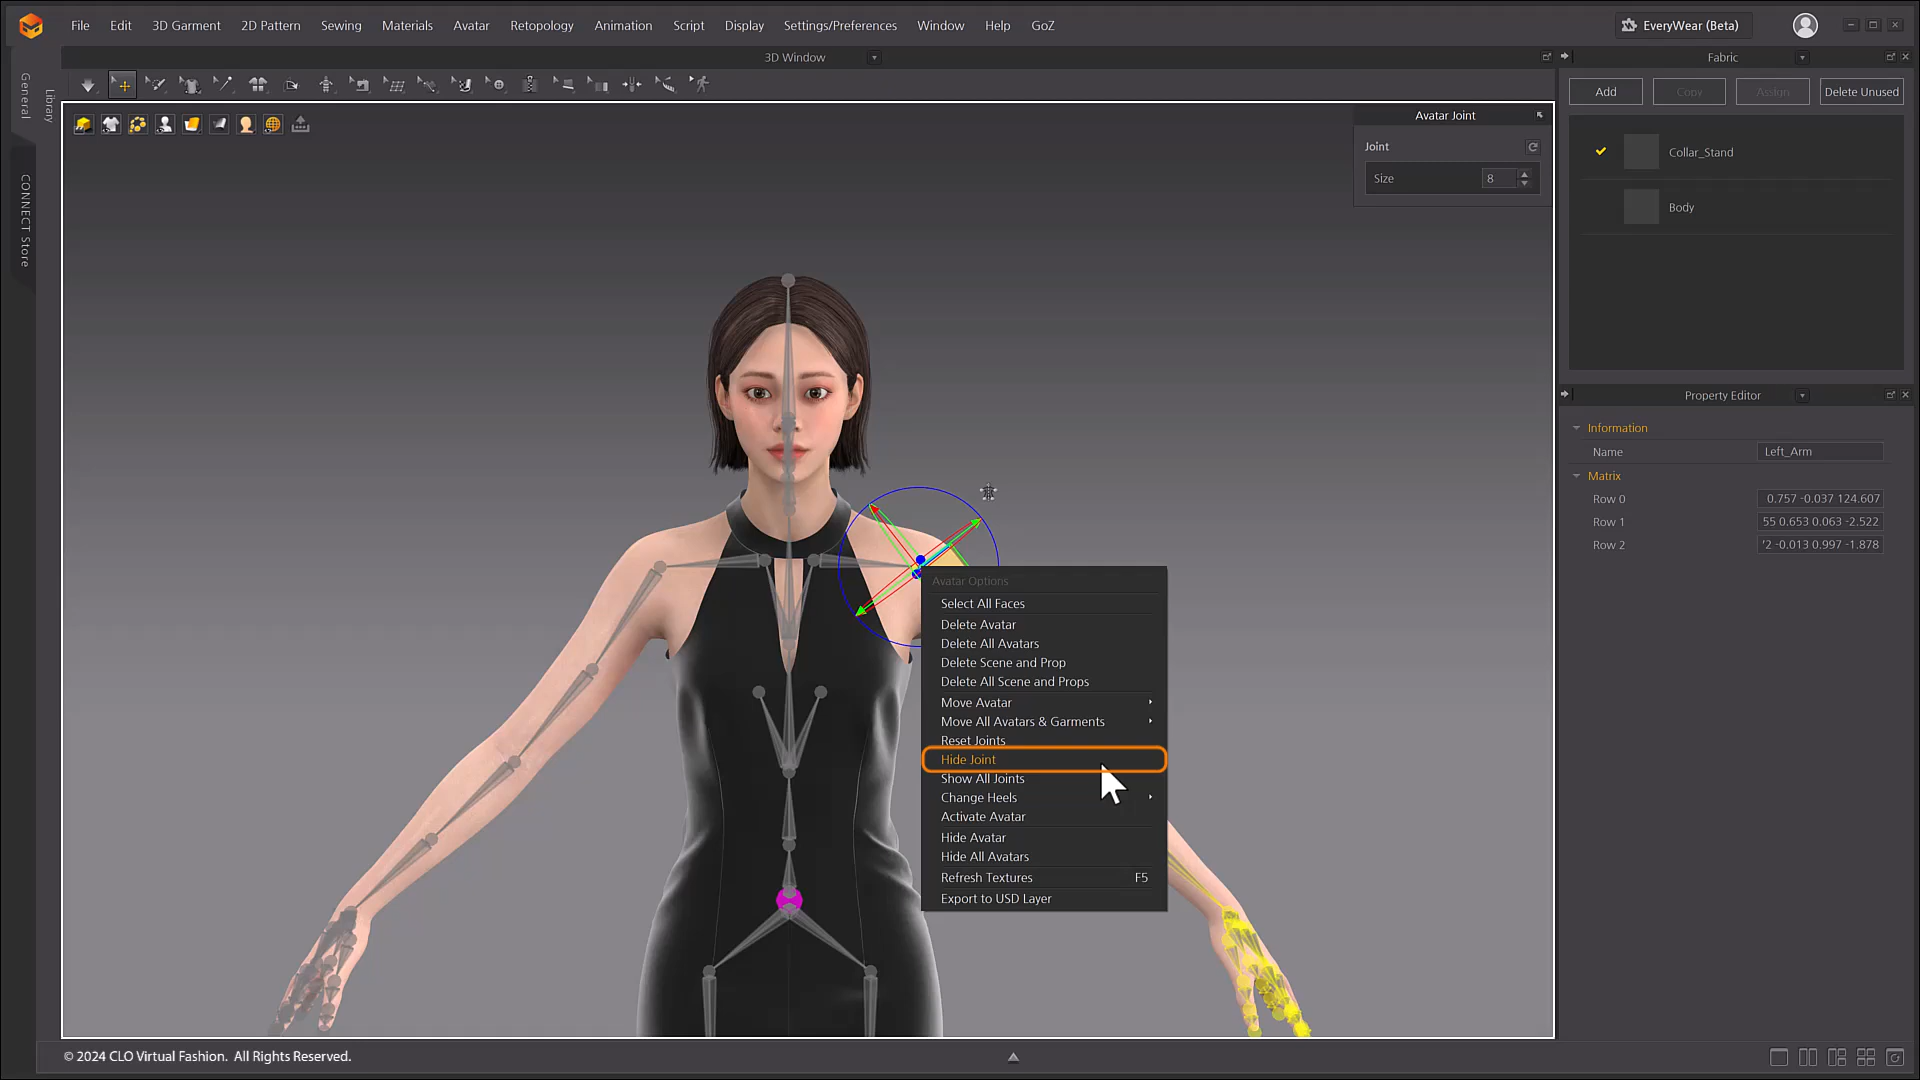 File Edit 3D Garment 2D Pattern Sewing Materials Avatar Retopology Animation Script Display Settings/Preferences Window Help GoZ
EveryWear (Beta)
3D Window
General
Library
CONNECT Store
Avatar Joint
Joint
Size 8
Fabric
Add Copy Assign Delete Unused
Collar_Stand
Body
Property Editor
Information
Name Left_Arm
Matrix
Row 0 0.757 -0.037 124.607
Row 1 55 0.653 0.063 -2.522
Row 2 '2 -0.013 0.997 -1.878
Avatar Options
Select All Faces
Delete Avatar
Delete All Avatars
Delete Scene and Prop
Delete All Scene and Props
Move Avatar
Move All Avatars & Garments
Reset Joints
Hide Joint
Show All Joints
Change Heels
Activate Avatar
Hide Avatar
Hide All Avatars
Refresh Textures F5
Export to USD Layer
© 2024 CLO Virtual Fashion. All Rights Reserved.